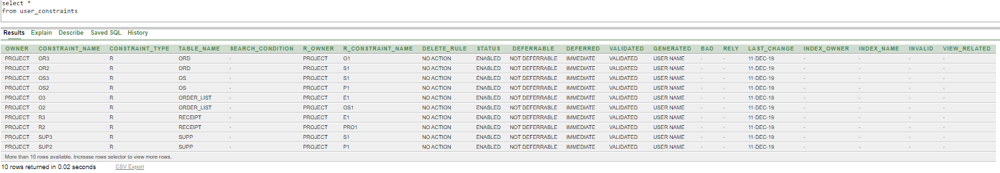 select *
from user_constraints
Results Explain Describe Saved SQL History
OWNER CONSTRAINT_NAME CONSTRAINT_TYPE TABLE_NAME SEARCH_CONDITION R_OWNER R_CONSTRAINT_NAME DELETE_RULE STATUS DEFERRABLE DEFERRED VALIDATED GENERATED BAD RELY LAST_CHANGE INDEX_OWNER INDEX_NAME INVALID VIEW_RELATED
PROJECT OR3 R ORD - PROJECT O1 NO ACTION ENABLED NOT DEFERRABLE IMMEDIATE VALIDATED USER NAME - - 11-DEC-19 - - - -
PROJECT OR2 R ORD - PROJECT S1 NO ACTION ENABLED NOT DEFERRABLE IMMEDIATE VALIDATED USER NAME - - 11-DEC-19 - - - -
PROJECT OS3 R OS - PROJECT S1 NO ACTION ENABLED NOT DEFERRABLE IMMEDIATE VALIDATED USER NAME - - 11-DEC-19 - - - -
PROJECT OS2 R OS - PROJECT P1 NO ACTION ENABLED NOT DEFERRABLE IMMEDIATE VALIDATED USER NAME - - 11-DEC-19 - - - -
PROJECT O3 R ORDER_LIST - PROJECT E1 NO ACTION ENABLED NOT DEFERRABLE IMMEDIATE VALIDATED USER NAME - - 11-DEC-19 - - - -
PROJECT O2 R ORDER_LIST - PROJECT OS1 NO ACTION ENABLED NOT DEFERRABLE IMMEDIATE VALIDATED USER NAME - - 11-DEC-19 - - - -
PROJECT R3 R RECEIPT - PROJECT E1 NO ACTION ENABLED NOT DEFERRABLE IMMEDIATE VALIDATED USER NAME - - 11-DEC-19 - - - -
PROJECT R2 R RECEIPT - PROJECT PRO1 NO ACTION ENABLED NOT DEFERRABLE IMMEDIATE VALIDATED USER NAME - - 11-DEC-19 - - - -
PROJECT SUP3 R SUPP - PROJECT S1 NO ACTION ENABLED NOT DEFERRABLE IMMEDIATE VALIDATED USER NAME - - 11-DEC-19 - - - -
PROJECT SUP2 R SUPP - PROJECT P1 NO ACTION ENABLED NOT DEFERRABLE IMMEDIATE VALIDATED USER NAME - - 11-DEC-19 - - - -
More than 10 rows available. Increase rows selector to view more rows.
10 rows returned in 0.02 seconds CSV Export